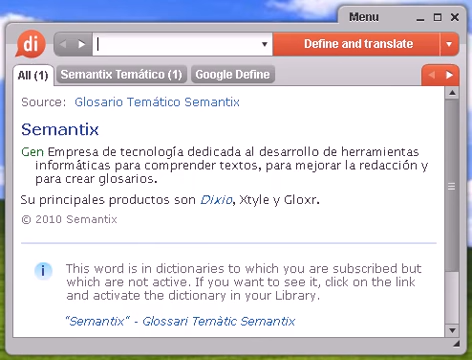 Menu
di
Define and translate
All (1)
Semantix Temático (1)
Google Define
Source: Glosario Temático Semantix
Semantix
Gen Empresa de tecnología dedicada al desarrollo de herramientas
informáticas para comprender textos, para mejorar la redacción y
para crear glosarios.
Su principales productos son Dixio, Xtyle y Gloxr.
© 2010 Semantix
i
This word is in dictionaries to which you are subscribed but
which are not active. If you want to see it, click on the link
and activate the dictionary in your Library.
"Semantix" - Glossari Temàtic Semantix